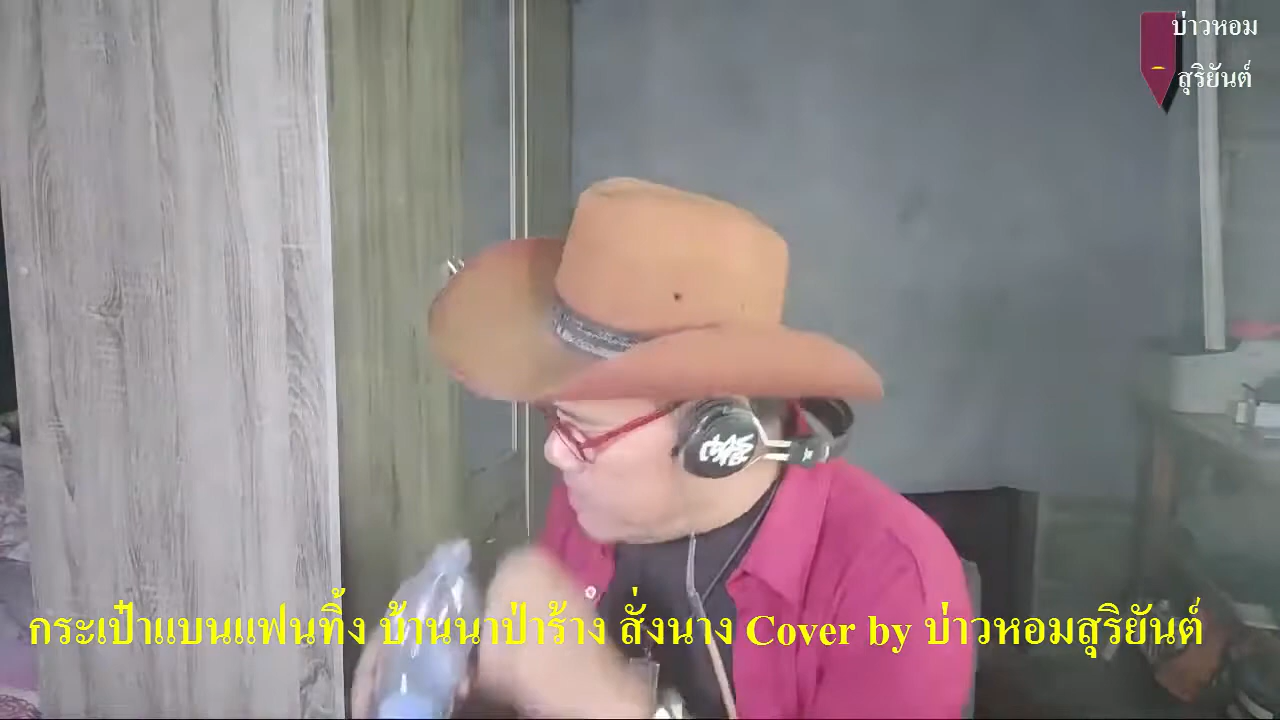 บ่าวหอม
สุริยันต์
กระเป๋าแบนแฟนทิ้ง บ้านนาป่าร้าง สั่งนาง Cover by บ่าวหอมสุริยันต์